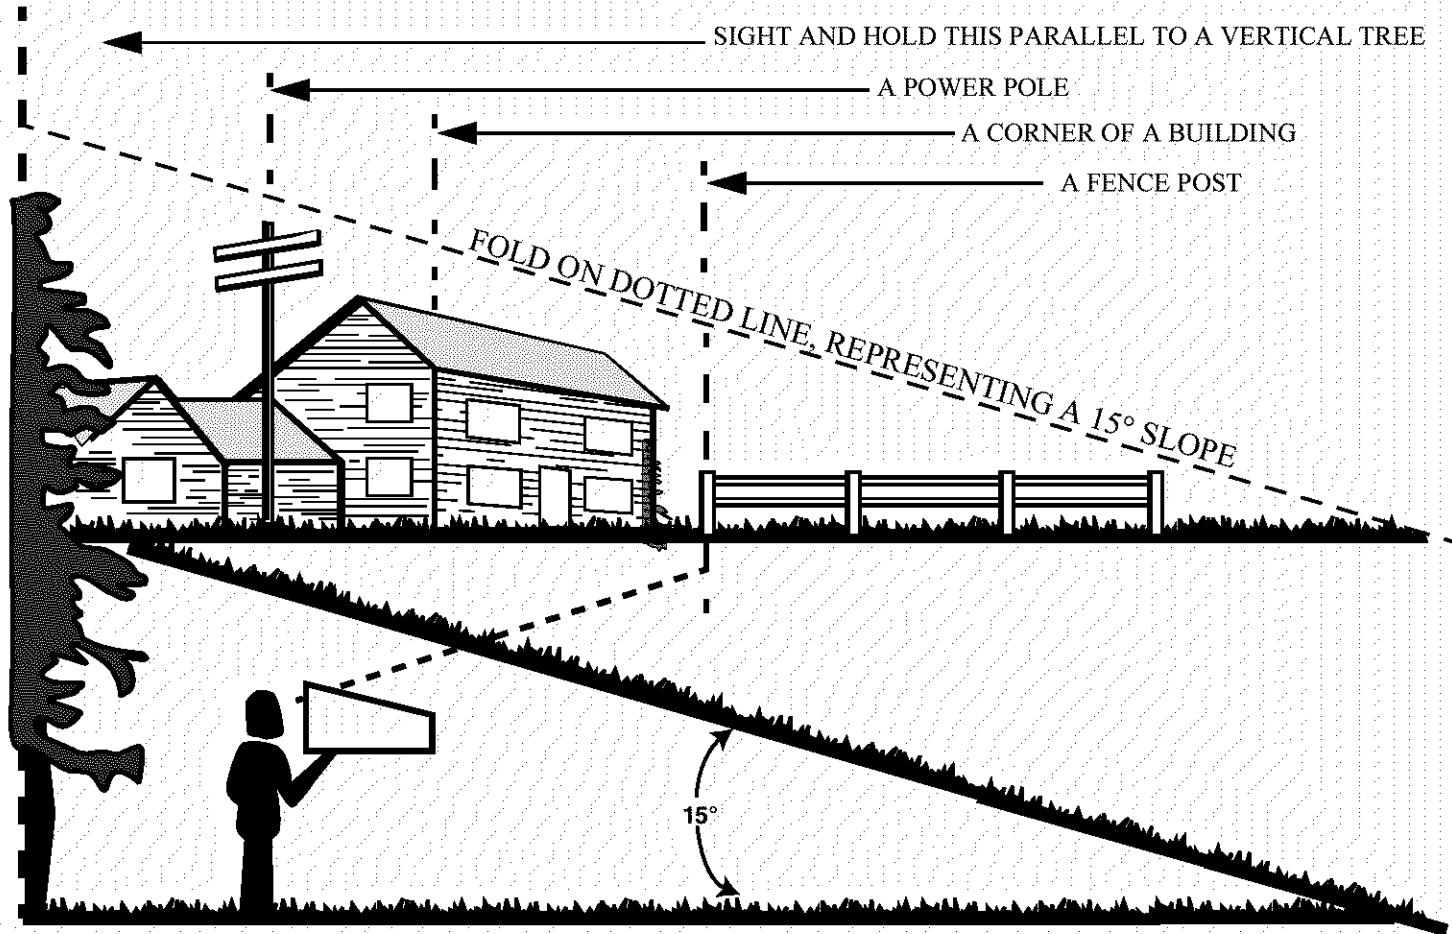 SIGHT AND HOLD THIS PARALLEL TO A VERTICAL TREE
A POWER POLE
A CORNER OF A BUILDING
A FENCE POST
FOLD ON DOTTED LINE, REPRESENTING A 15° SLOPE
15°